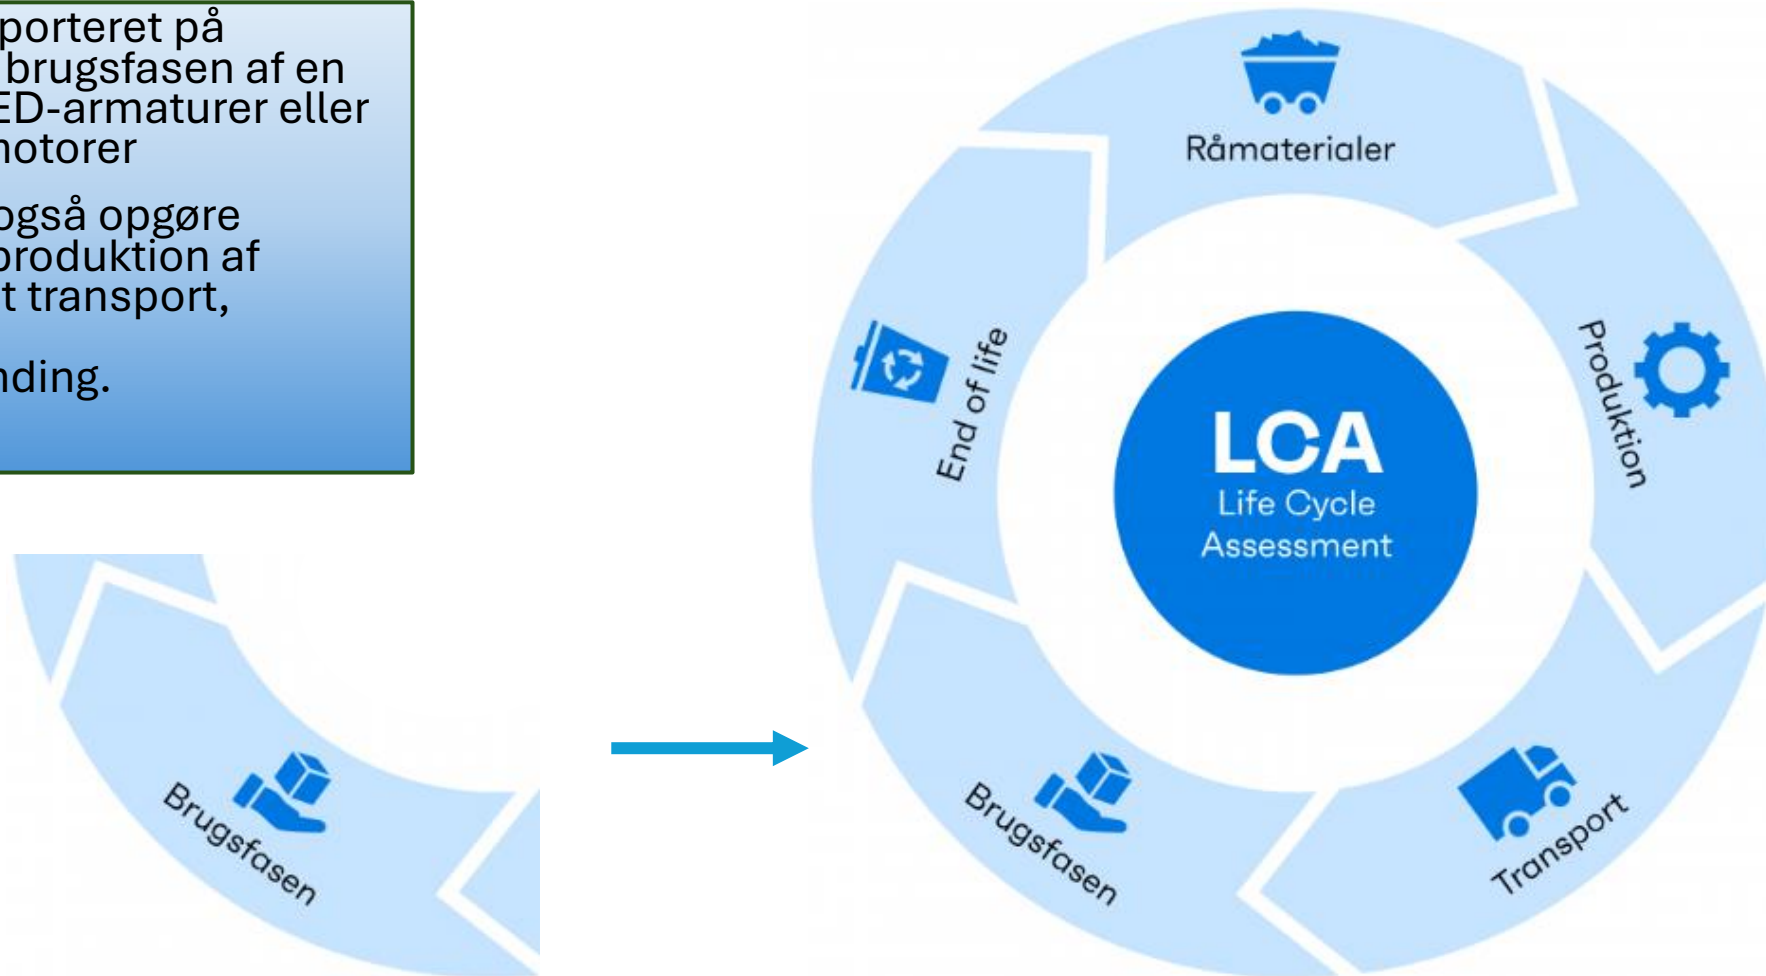 porteret på
brugsfasen af en
ED-armaturer eller
notorer
også opgøre
produktion af
t transport,
nding.
Råmaterialer
Produktion
End of life
LCA
Life Cycle
Assessment
Brugsfasen
Brugsfasen
Transport